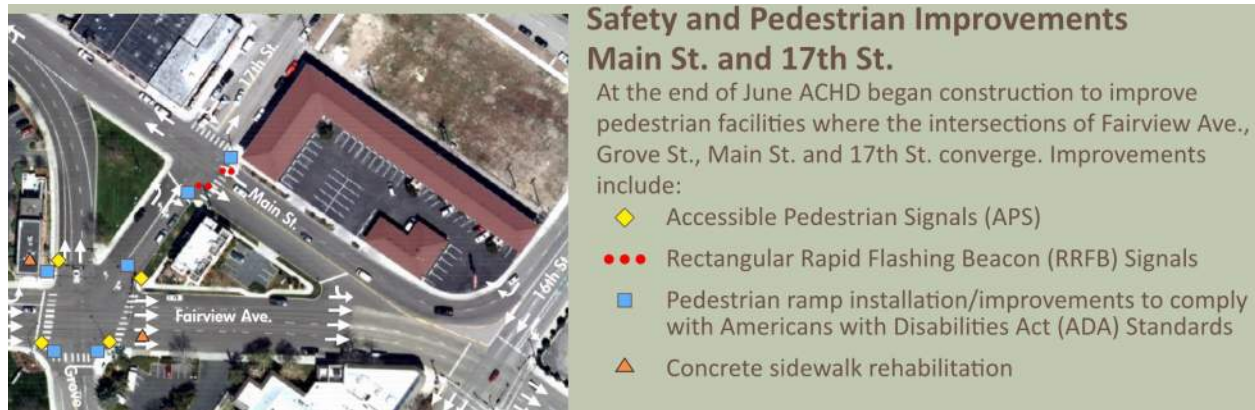 Safety and Pedestrian Improvements
Main St. and 17th St.
At the end of June ACHD began construction to improve
pedestrian facilities where the intersections of Fairview Ave.,
Grove St., Main St. and 17th St. converge. Improvements
include:
Accessible Pedestrian Signals (APS)
Rectangular Rapid Flashing Beacon (RRFB) Signals
Pedestrian ramp installation/improvements to comply
with Americans with Disabilities Act (ADA) Standards
Concrete sidewalk rehabilitation
17th St.
Main St.
16th St.
Fairview Ave.
Grove